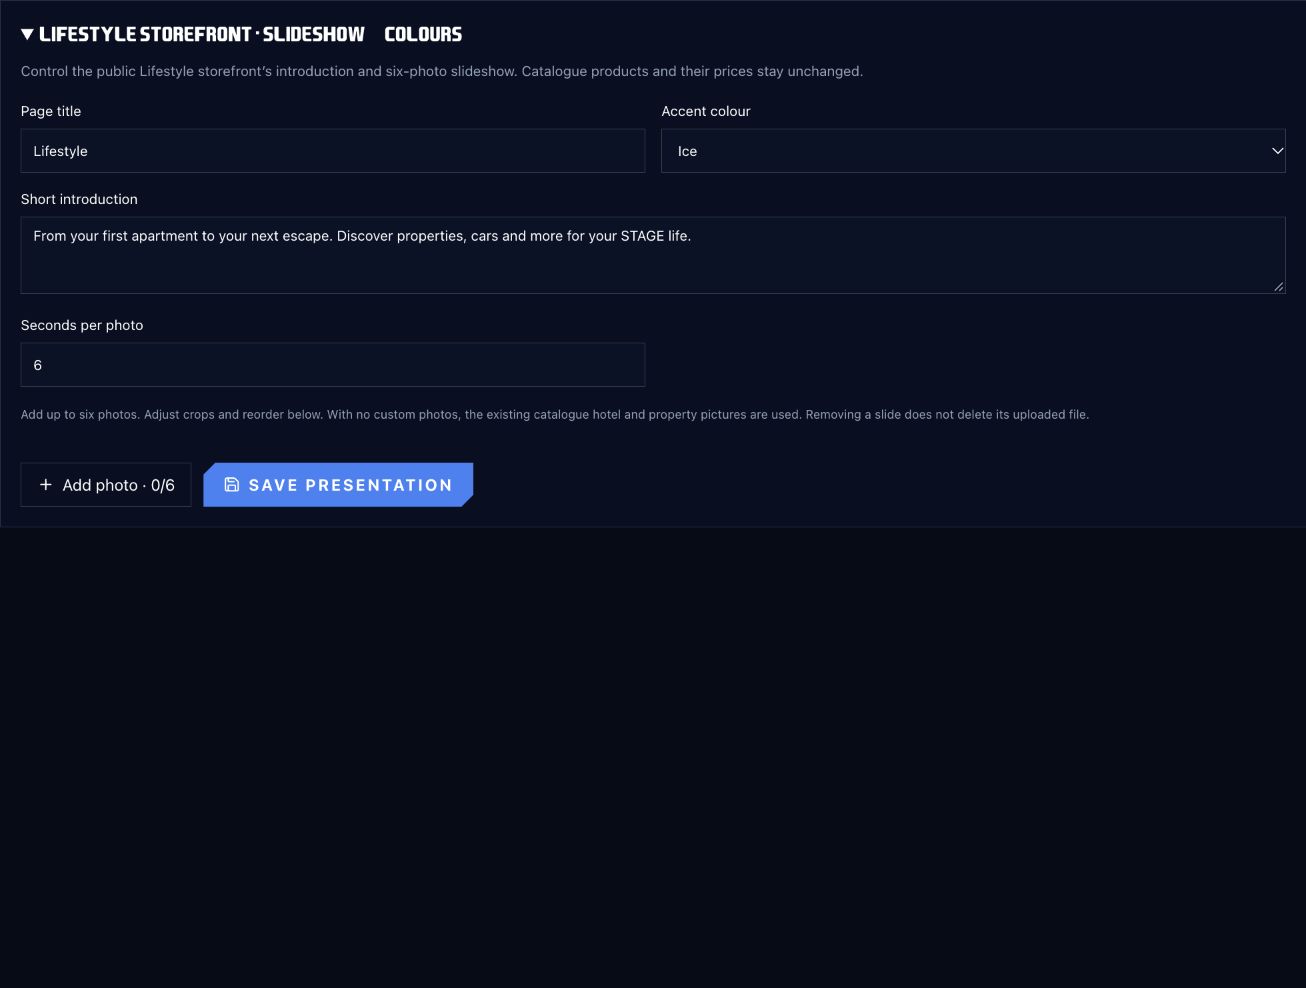 ▼ LIFESTYLE STOREFRONT · SLIDESHOW COLOURS
Control the public Lifestyle storefront's introduction and six-photo slideshow. Catalogue products and their prices stay unchanged.
Page title
Accent colour
Lifestyle
Ice
Short introduction
From your first apartment to your next escape. Discover properties, cars and more for your STAGE life.
Seconds per photo
6
Add up to six photos. Adjust crops and reorder below. With no custom photos, the existing catalogue hotel and property pictures are used. Removing a slide does not delete its uploaded file.
+ Add photo · 0/6
SAVE PRESENTATION